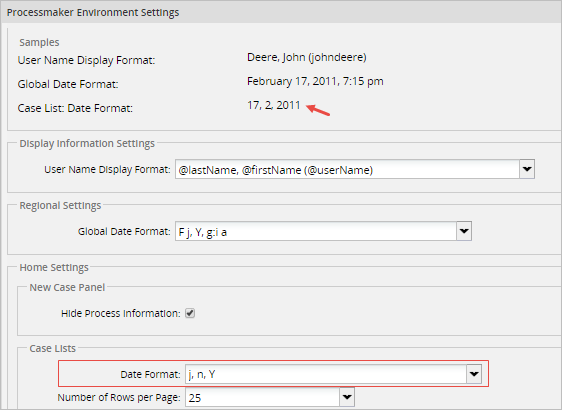 Processmaker Environment Settings
Samples
User Name Display Format: Deere, John (johndeere)
Global Date Format: February 17, 2011, 7:15 pm
Case List: Date Format: 17, 2, 2011
Display Information Settings
User Name Display Format: @lastName, @firstName (@userName)
Regional Settings
Global Date Format: F j, Y, g:i a
Home Settings
New Case Panel
Hide Process Information:
Case Lists
Date Format: j, n, Y
Number of Rows per Page: 25